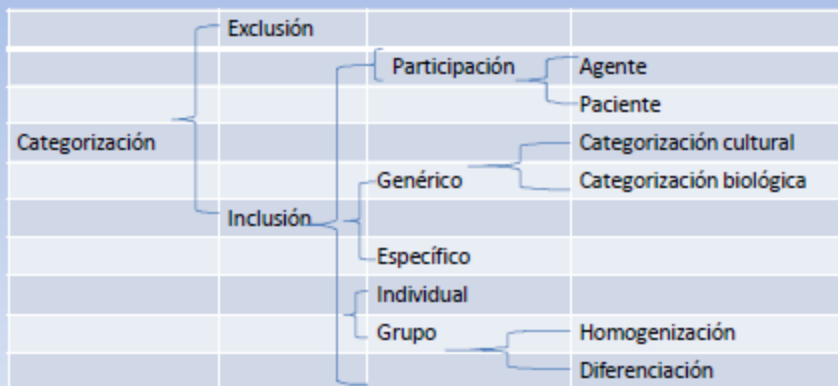 Exclusión
Participación Agente
Paciente
Categorización Categorización cultural
Genérico Categorización biológica
Inclusión
Específico
Individual
Grupo Homogenización
Diferenciación